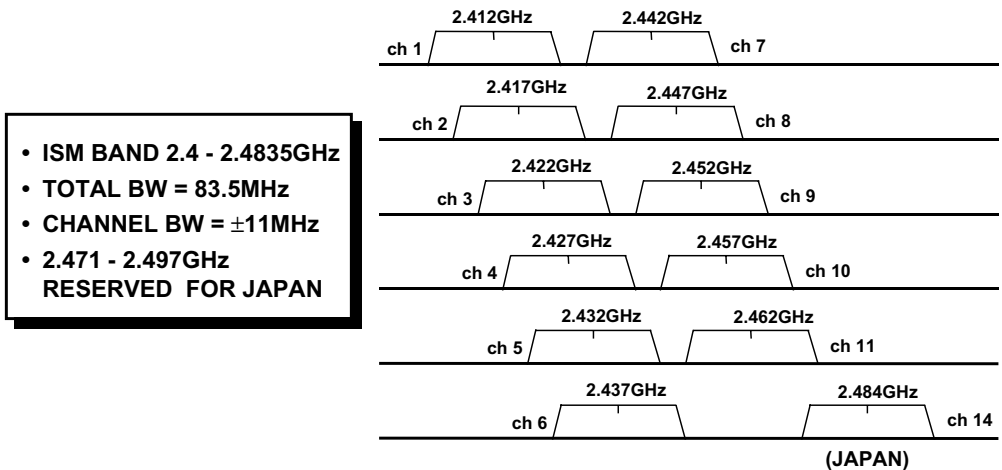 2.412GHz
2.442GHz
ch 1
ch 7
2.417GHz
2.447GHz
ch 2
ch 8
• ISM BAND 2.4 - 2.4835GHz
• TOTAL BW = 83.5MHz
• CHANNEL BW = ±11MHz
• 2.471 - 2.497GHz
RESERVED FOR JAPAN
2.422GHz
2.452GHz
ch 3
ch 9
2.427GHz
2.457GHz
ch 4
ch 10
2.432GHz
2.462GHz
ch 5
ch 11
2.437GHz
2.484GHz
ch 6
ch 14
(JAPAN)